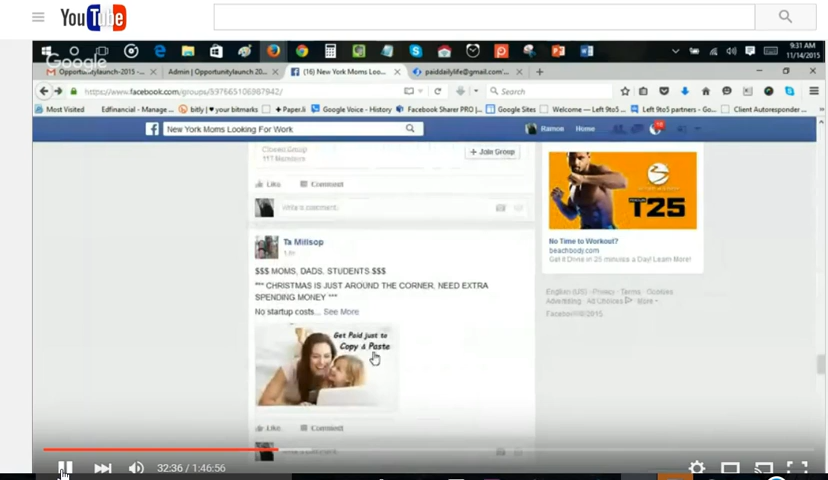 YouTube
Google
9:31 AM
11/14/2015
Opportunitylaunch-2015 -
Admin | Opportunitylaunch 20...
(16) New York Moms Loo...
paiddailylife@gmail.com'...
https://www.facebook.com/groups/597665106987942/
Search
Most Visited
Edfinancial - Manage ...
bitly | ♥ your bitmarks
Paper.li
Google Voice - History
Facebook Sharer PRO |...
Google Sites
Welcome — Left 9to5...
Left 9to5 partners - Go...
Client Autoresponder
New York Moms Looking For Work
Ramon
Home
Closed Group
Members
+ Join Group
Like
Comment
Write a comment...
Ta Millsop
1 hr
$$$ MOMS, DADS, STUDENTS $$$
*** CHRISTMAS IS JUST AROUND THE CORNER, NEED EXTRA
SPENDING MONEY ***
No startup costs... See More
Get Paid just to
Copy & Paste
Like
Comment
T25
No Time to Workout?
beachbody.com
Get it Done in 25 minutes a Day! Learn More!
English (US) · Privacy · Terms · Cookies
Advertising · Ad Choices · More
Facebook © 2015
32:36 / 1:46:56